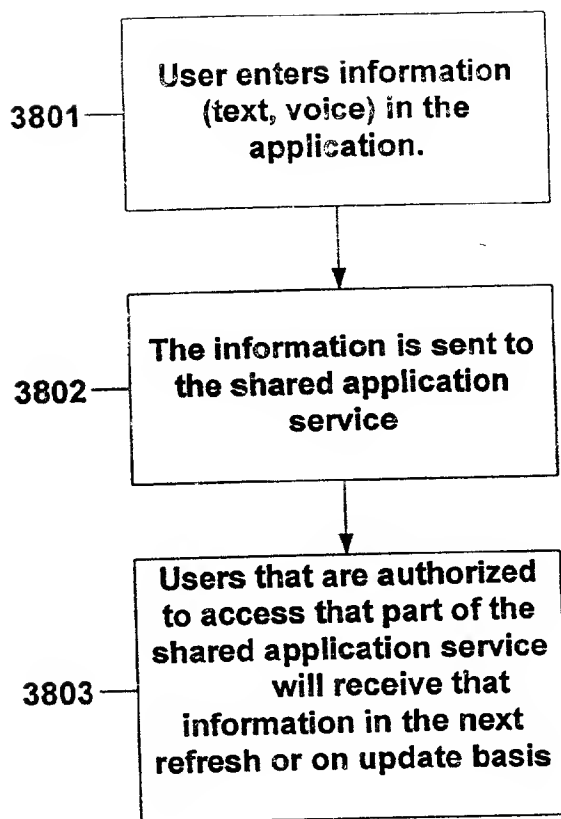 User enters information
(text, voice) in the
3801
application.
The information is sent to
the shared application
3802
service
Users that are authorized
to access that part of the
shared application service
will receive that
3803
information in the next
refresh or on update basis